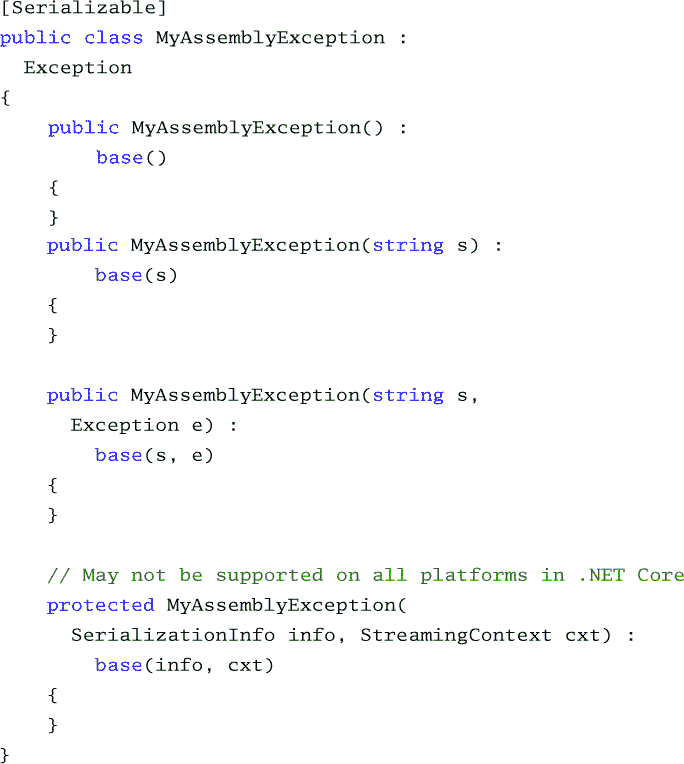 [Serializable]
public class MyAssemblyException :
  Exception
{
    public MyAssemblyException() :
        base()
    {
    }
    public MyAssemblyException(string s) :
        base(s)
    {
    }

    public MyAssemblyException(string s,
      Exception e) :
        base(s, e)
    {
    }

    // May not be supported on all platforms in .NET Core
    protected MyAssemblyException(
      SerializationInfo info, StreamingContext cxt) :
        base(info, cxt)
    {
    }
}